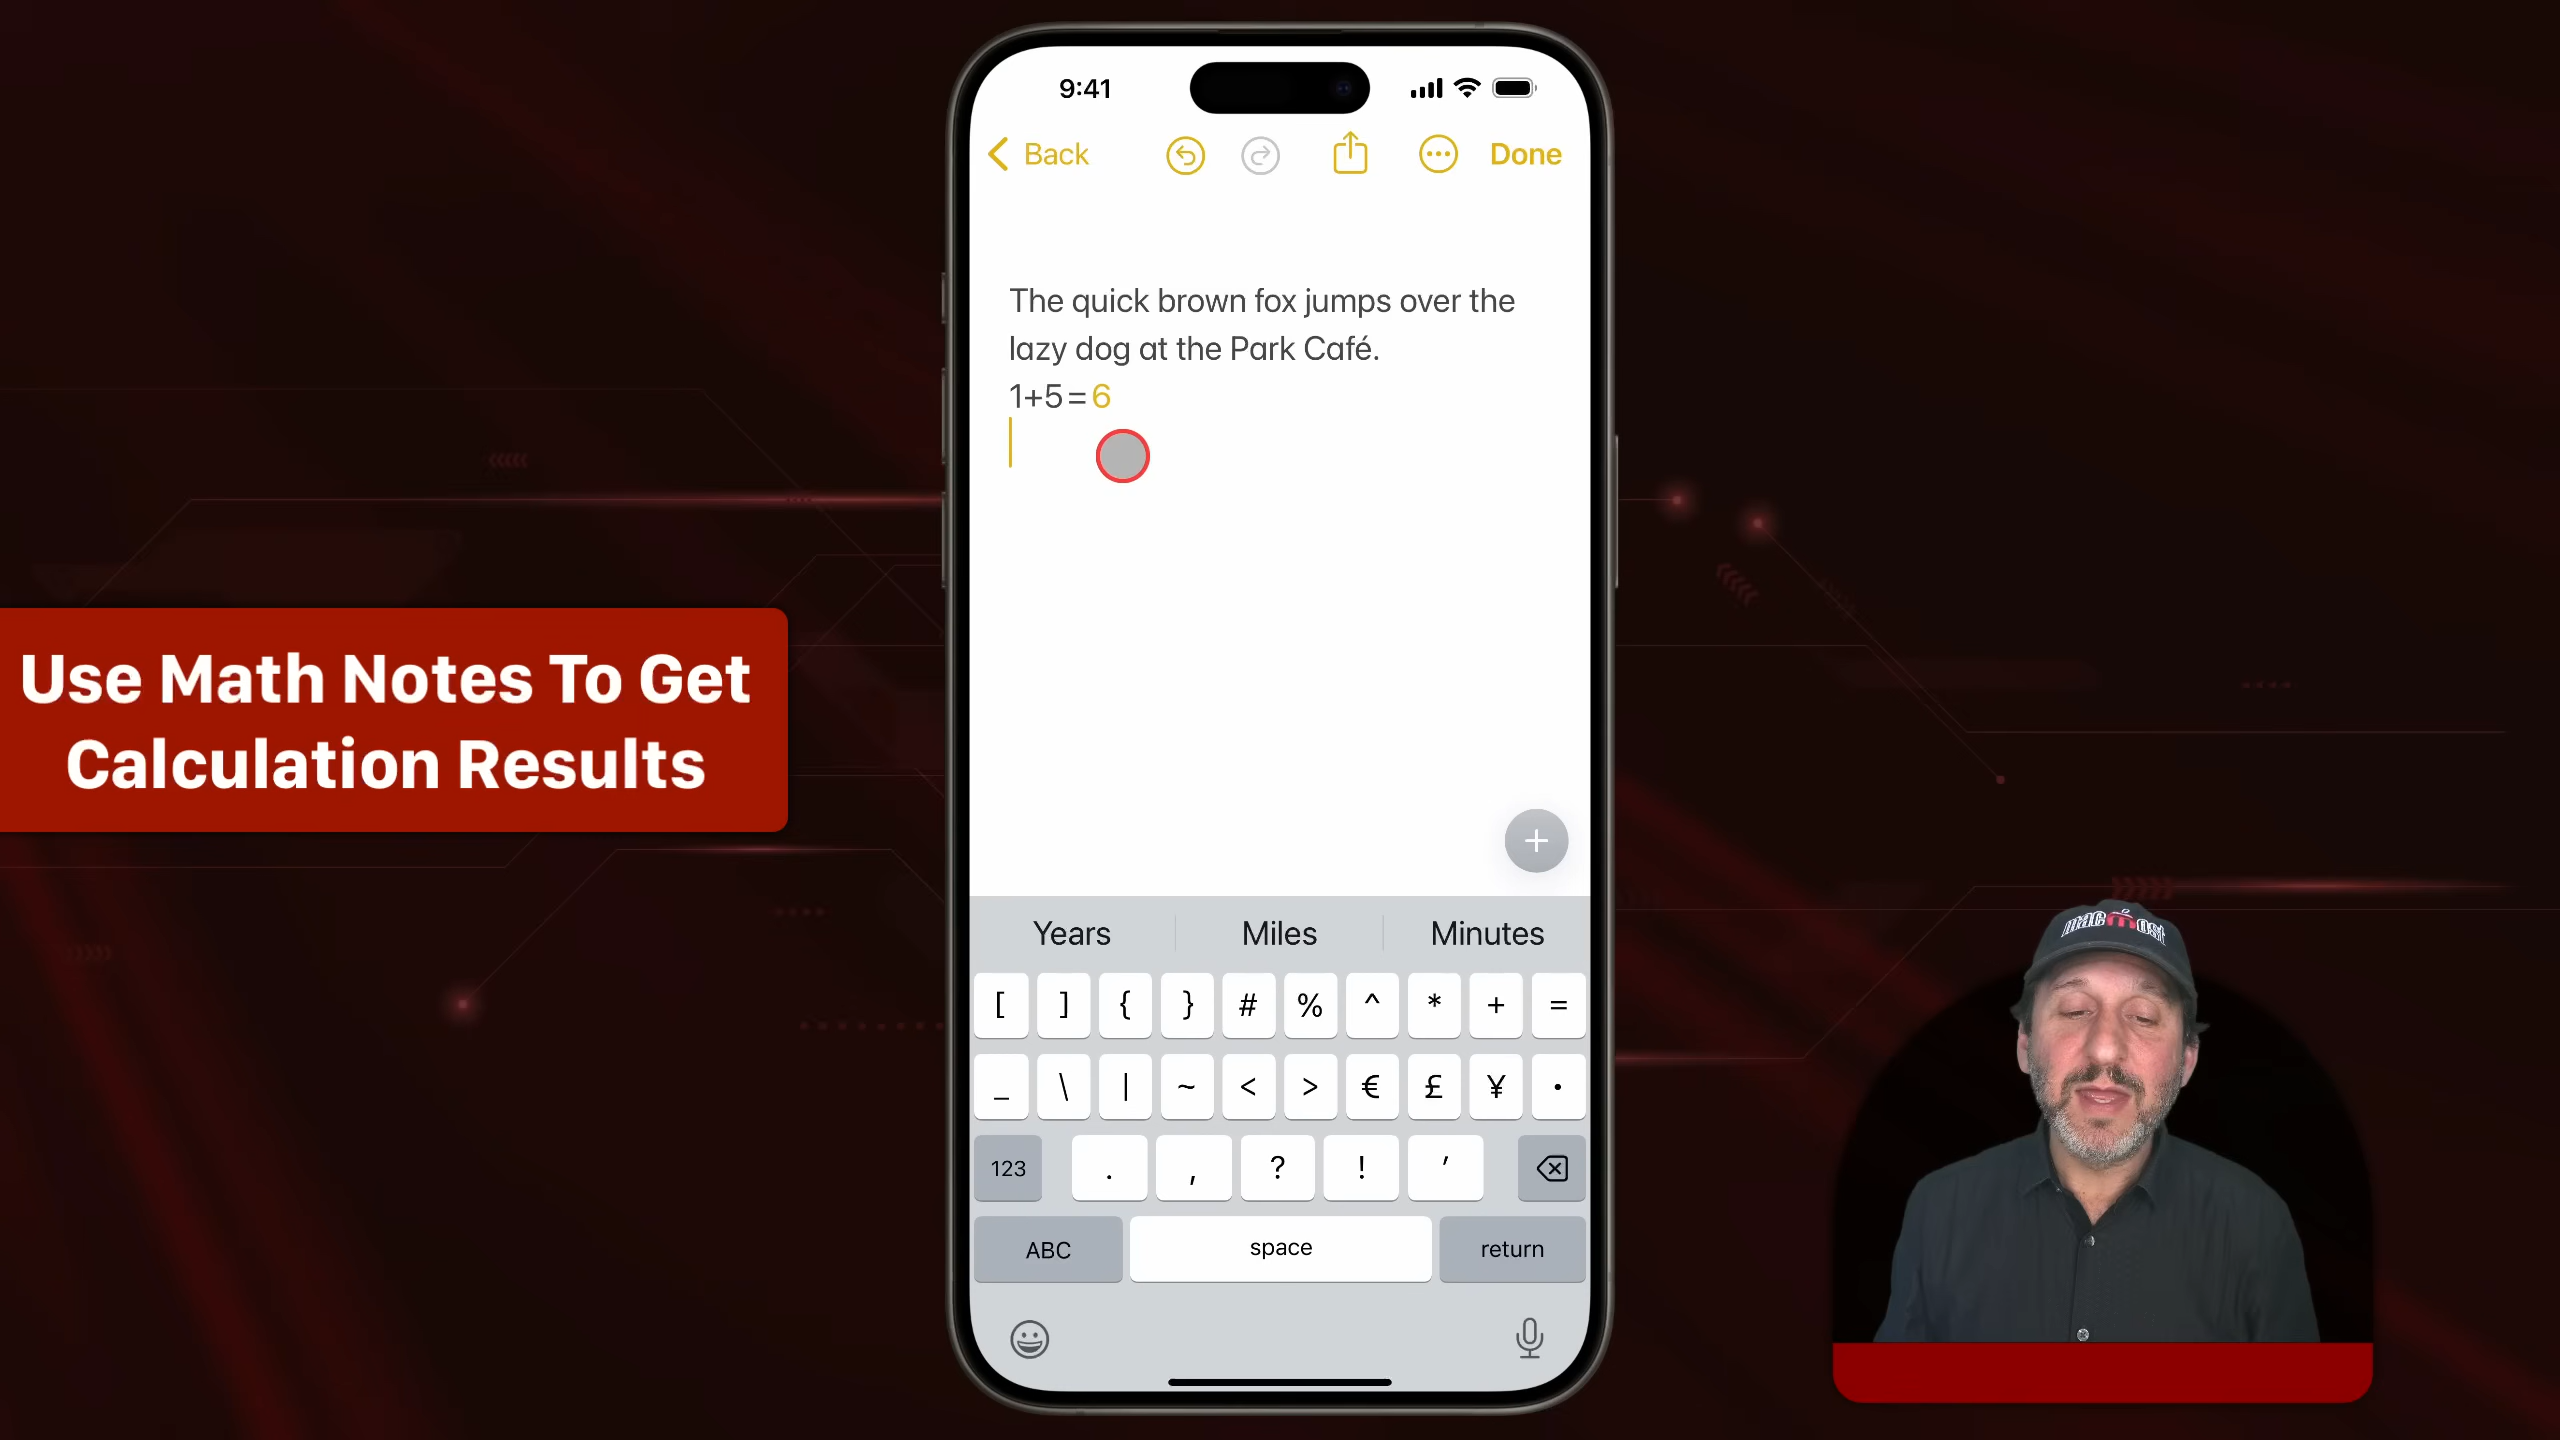 9:41
Back
Done
The quick brown fox jumps over the
lazy dog at the Park Café.
1+5=6
Use Math Notes To Get
Calculation Results
Years Miles Minutes
[ ] { } # % ^ * + =
_ \ | ~ < > € £ ¥ •
123 . , ? ! ′
ABC space return
macmost